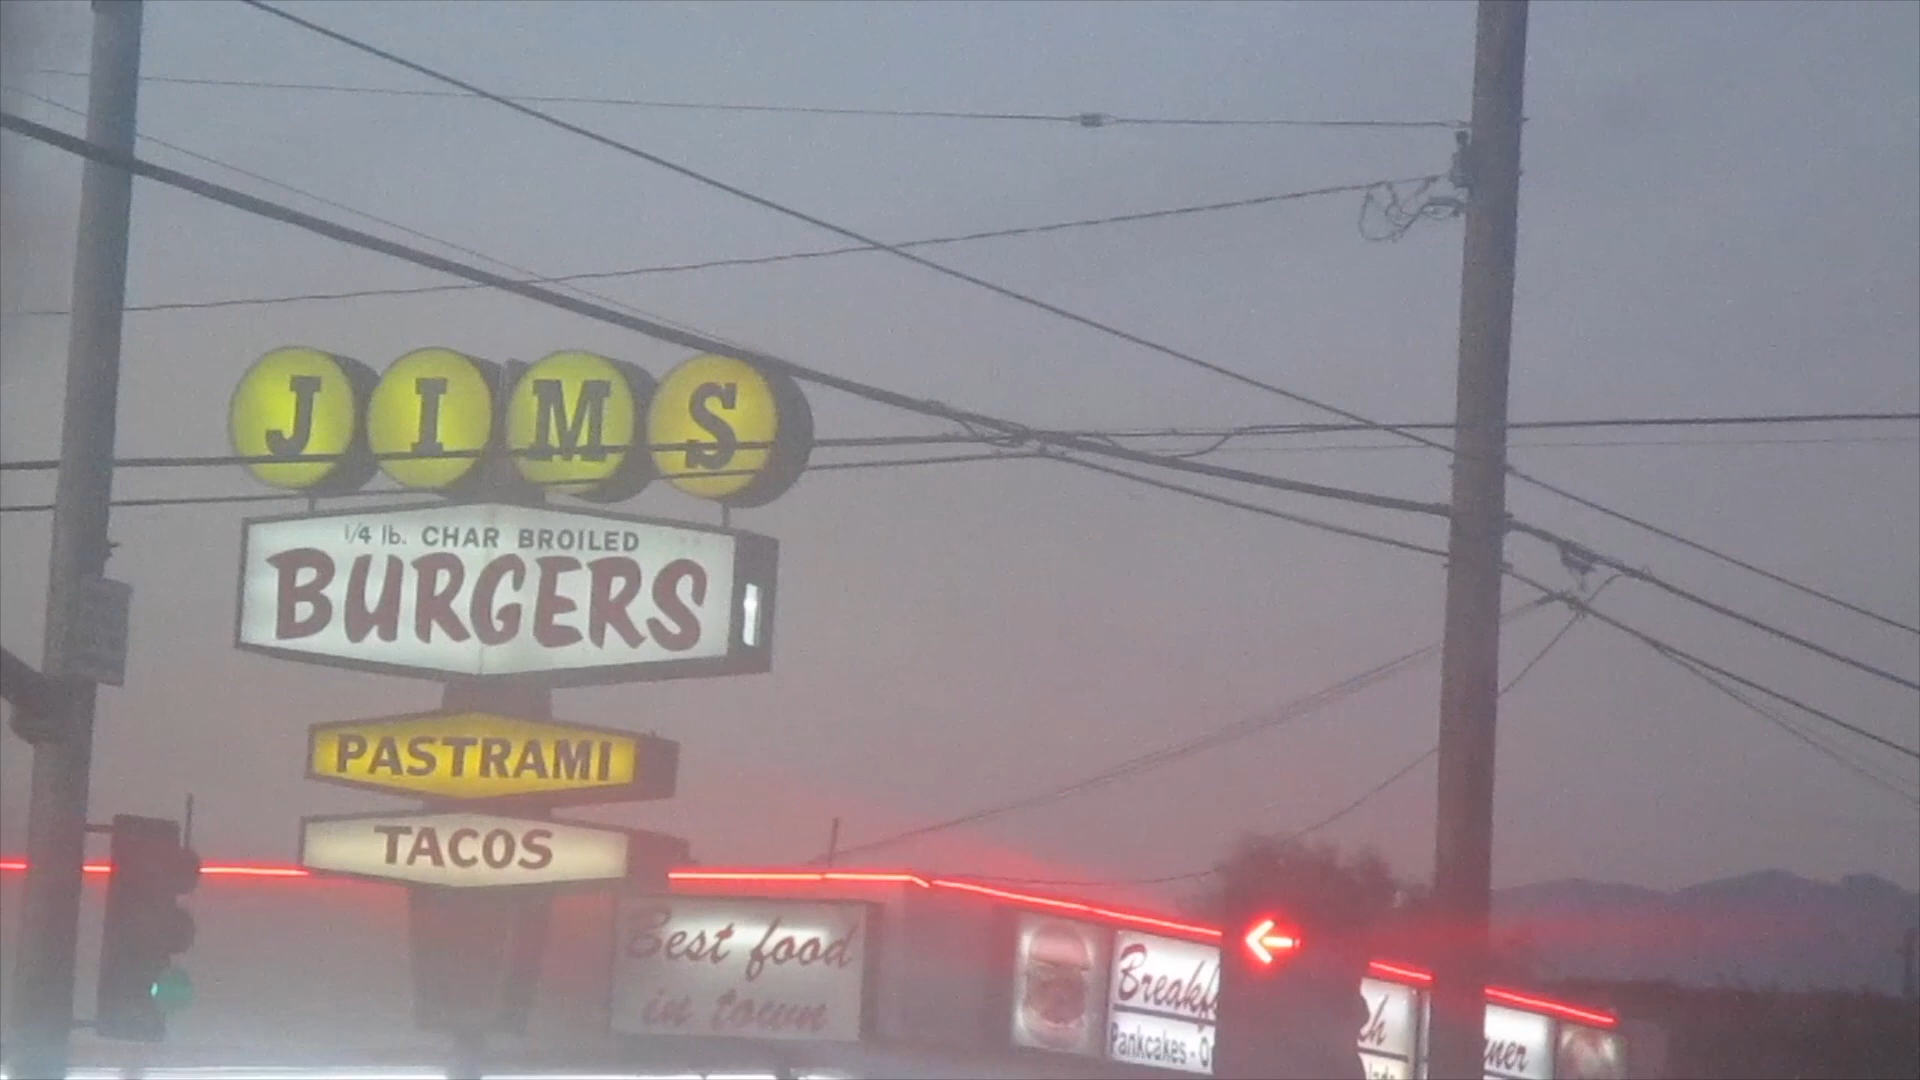 JIMS
1/4 lb. CHAR BROILED
BURGERS
PASTRAMI
TACOS
Best food
in town
Pankcakes -